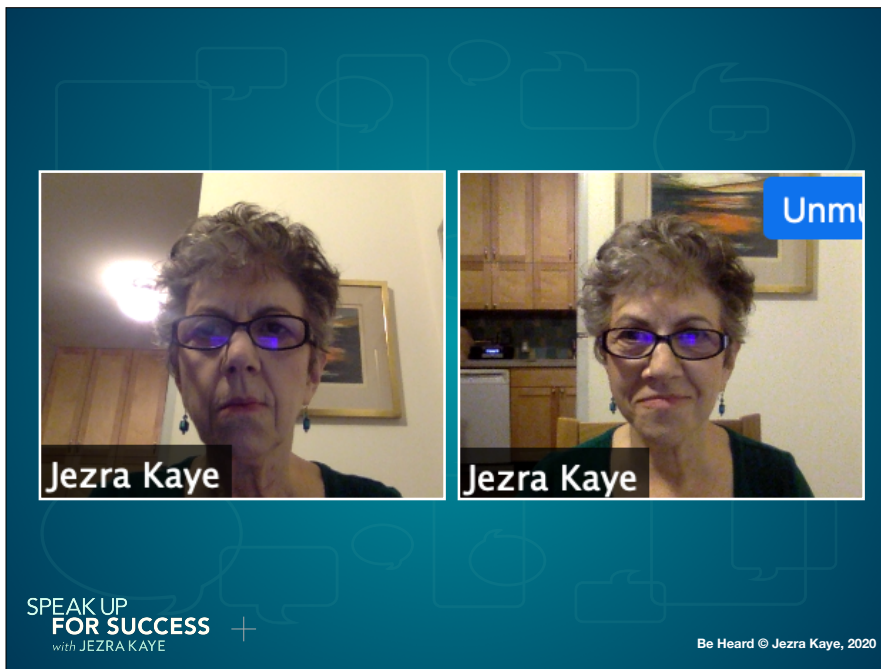 Unmu
Jezra Kaye
Jezra Kaye
SPEAK UP
FOR SUCCESS
with JEZRA KAYE
Be Heard © Jezra Kaye, 2020